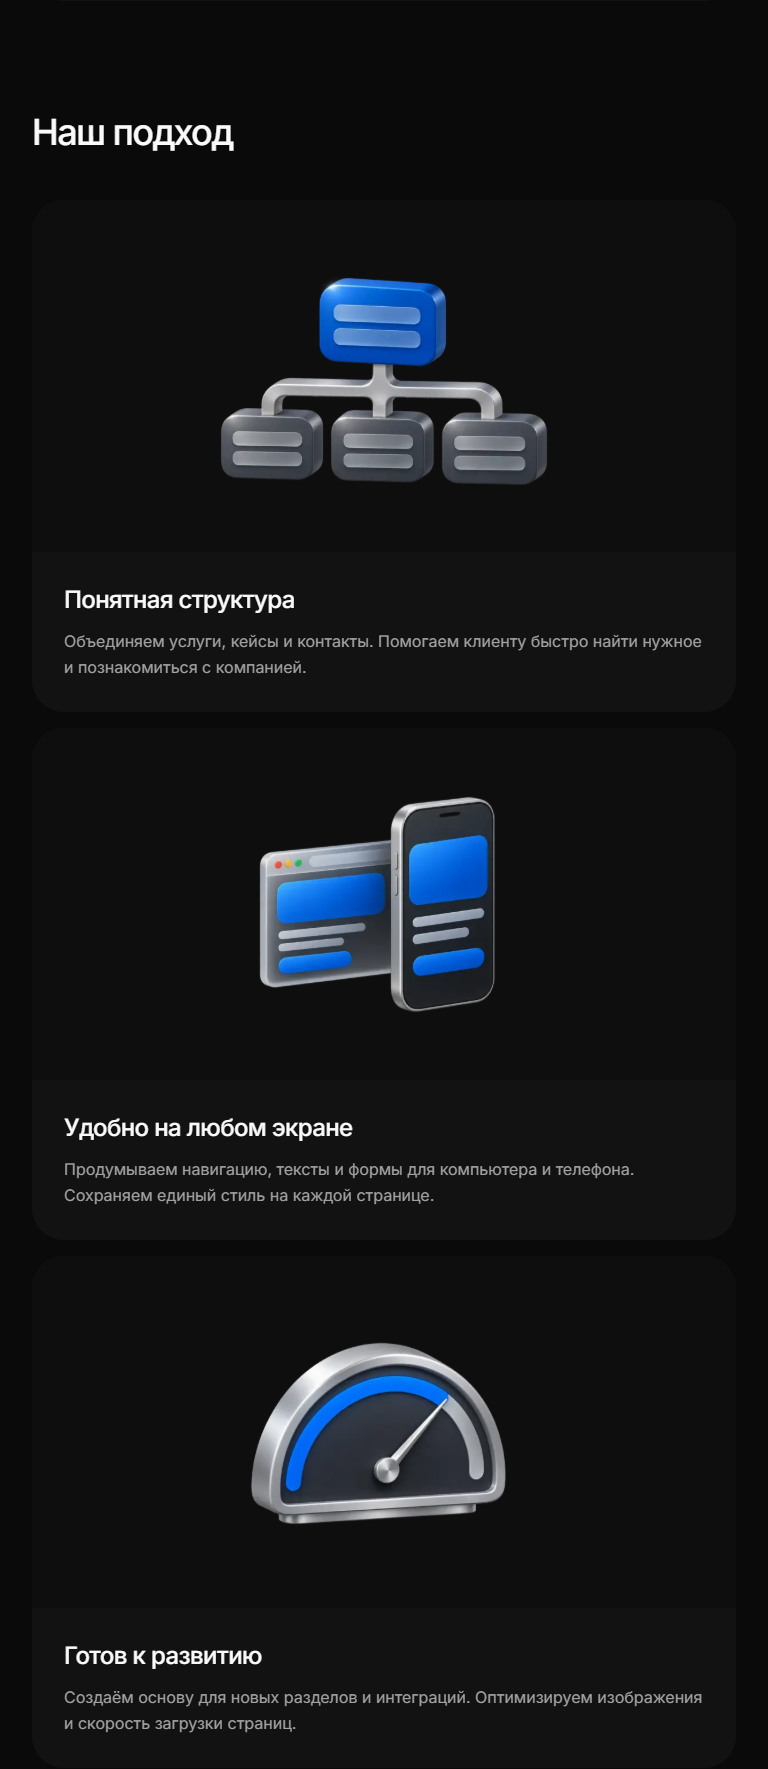 Наш подход
Понятная структура
Объединяем услуги, кейсы и контакты. Помогаем клиенту быстро найти нужное
и познакомиться с компанией.
Удобно на любом экране
Продумываем навигацию, тексты и формы для компьютера и телефона.
Сохраняем единый стиль на каждой странице.
Готов к развитию
Создаём основу для новых разделов и интеграций. Оптимизируем изображения
и скорость загрузки страниц.